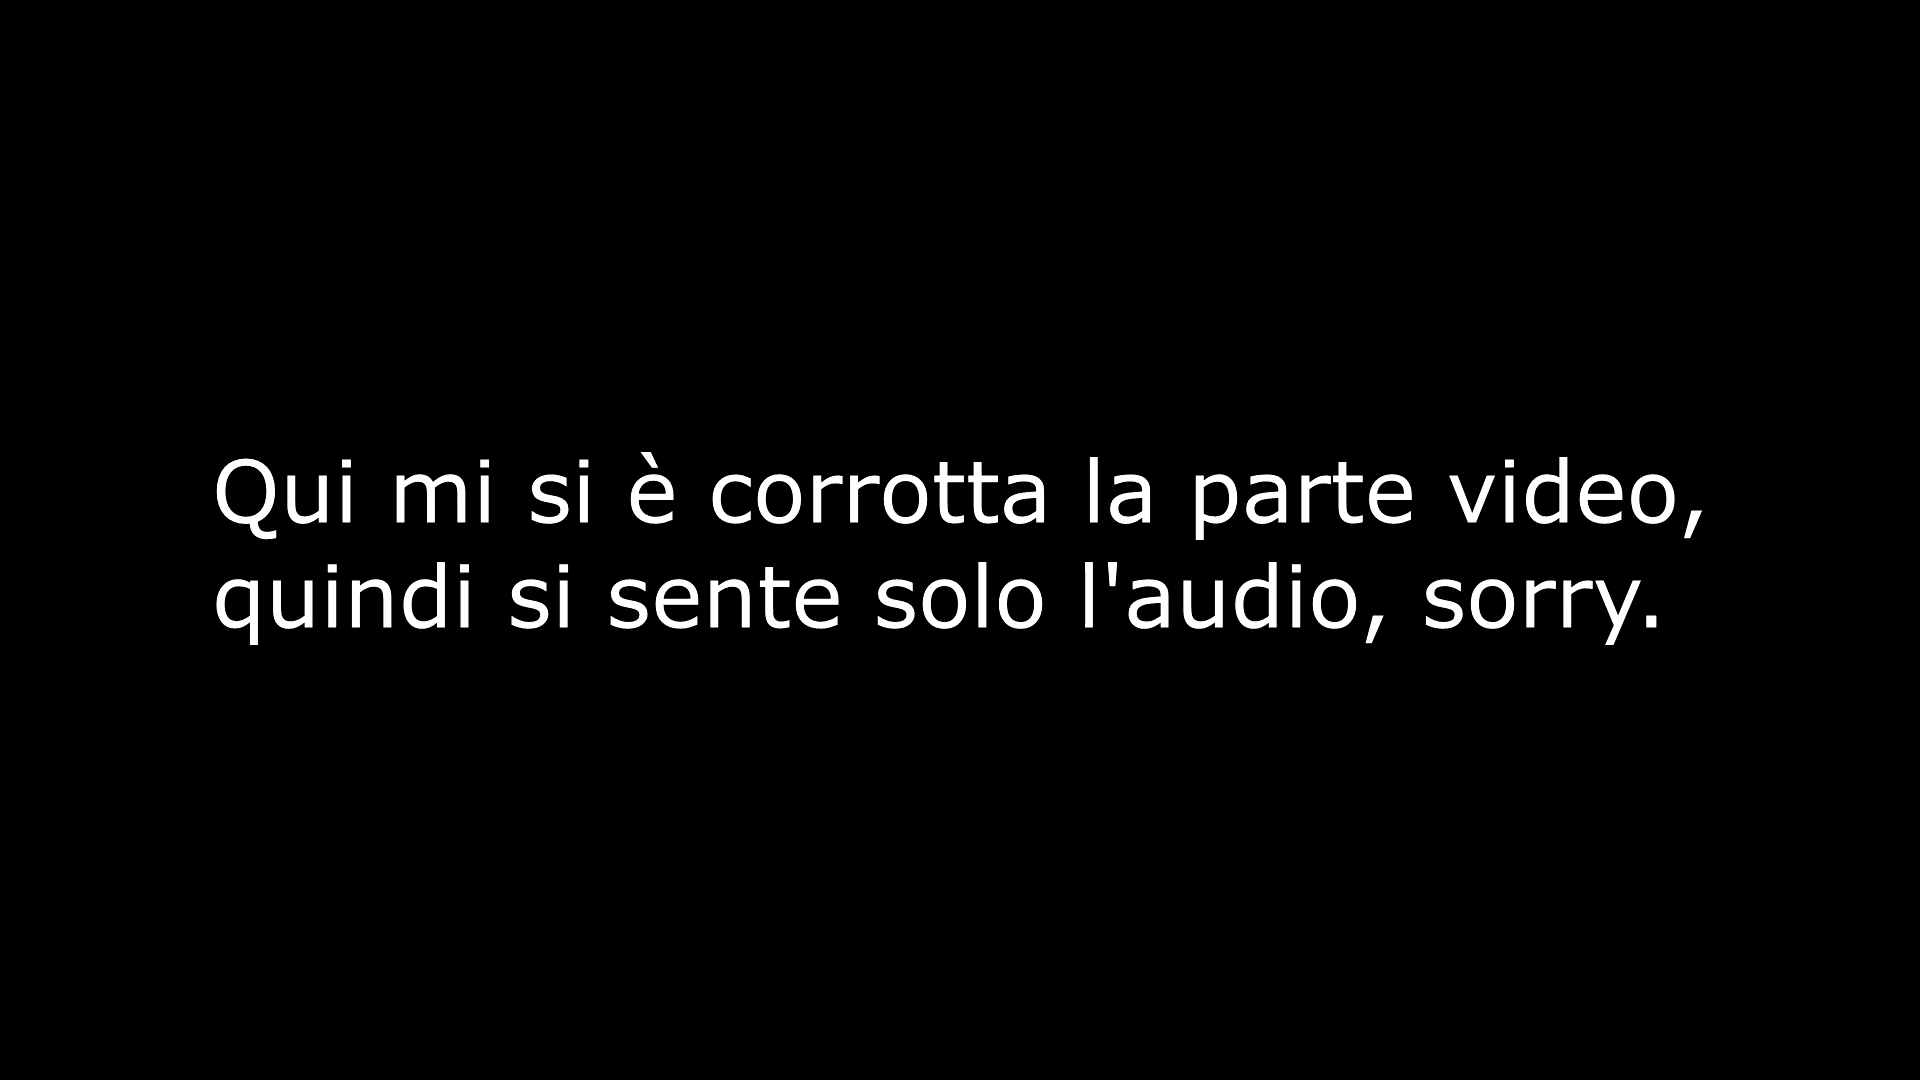 Qui mi si è corrotta la parte video,
quindi si sente solo l'audio, sorry.